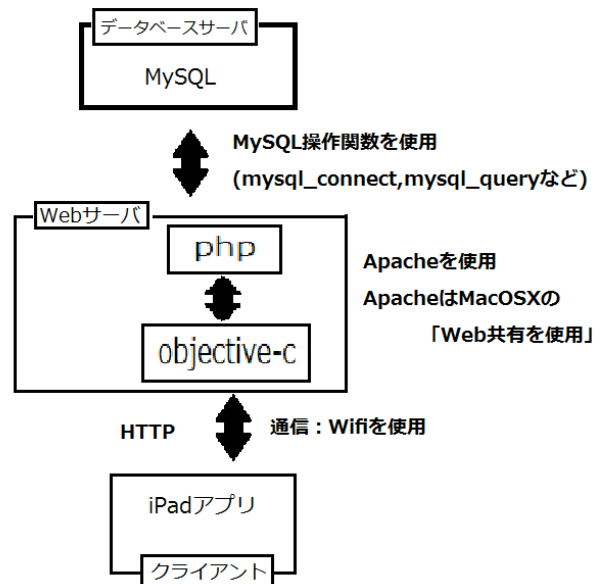 データベースサーバ
MySQL
MySQL操作関数を使用
(mysql_connect,mysql_queryなど)
Webサーバ
php
Apacheを使用
ApacheはMacOSXの
「Web共有を使用」
objective-c
HTTP
通信：Wifiを使用
iPadアプリ
クライアント